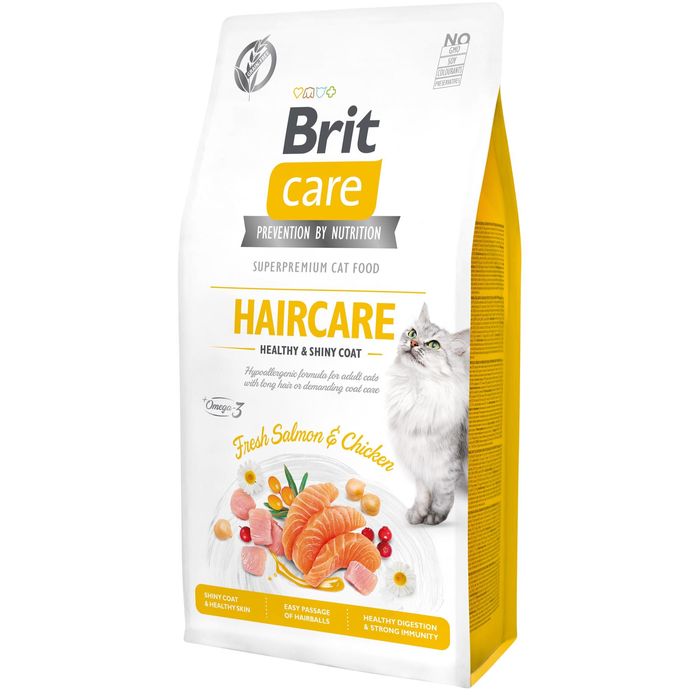 GRAIN FREE
NO
GMO
SOY
COLOURANTS
PRESERVATIVES
Brit
care
PREVENTION BY NUTRITION
SUPERPREMIUM CAT FOOD
HAIRCARE
HEALTHY & SHINY COAT
Hypoallergenic formula for adult cats
with long hair or demanding coat care
+Omega-3
Fresh Salmon & Chicken
SHINY COAT
& HEALTHY SKIN
EASY PASSAGE
OF HAIRBALLS
HEALTHY DIGESTION
& STRONG IMMUNITY